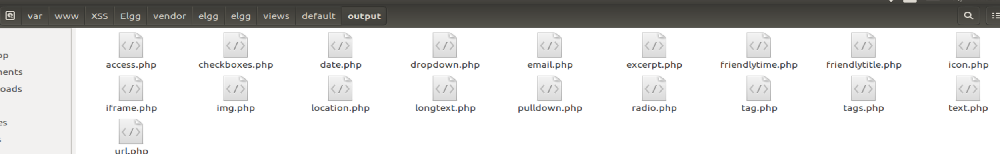 var www XSS Elgg vendor elgg elgg views default output
op
access.php checkboxes.php date.php dropdown.php email.php excerpt.php friendlytime.php friendlytitle.php icon.php
nents
oads
iframe.php img.php location.php longtext.php pulldown.php radio.php tag.php tags.php text.php
es
s
url.php